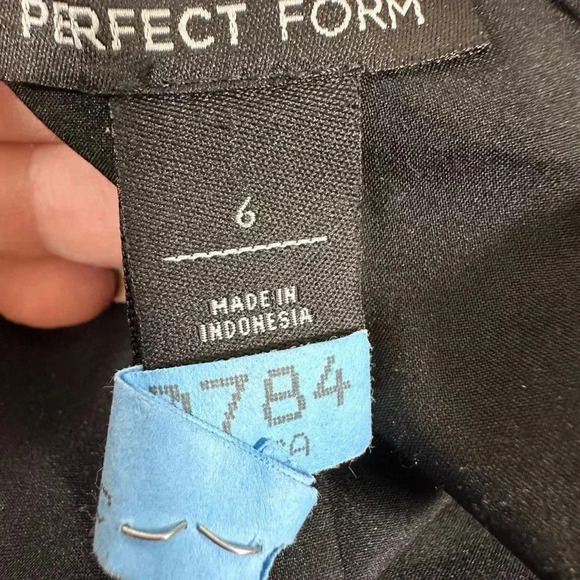 PERFECT FORM
6
MADE IN
INDONESIA
784